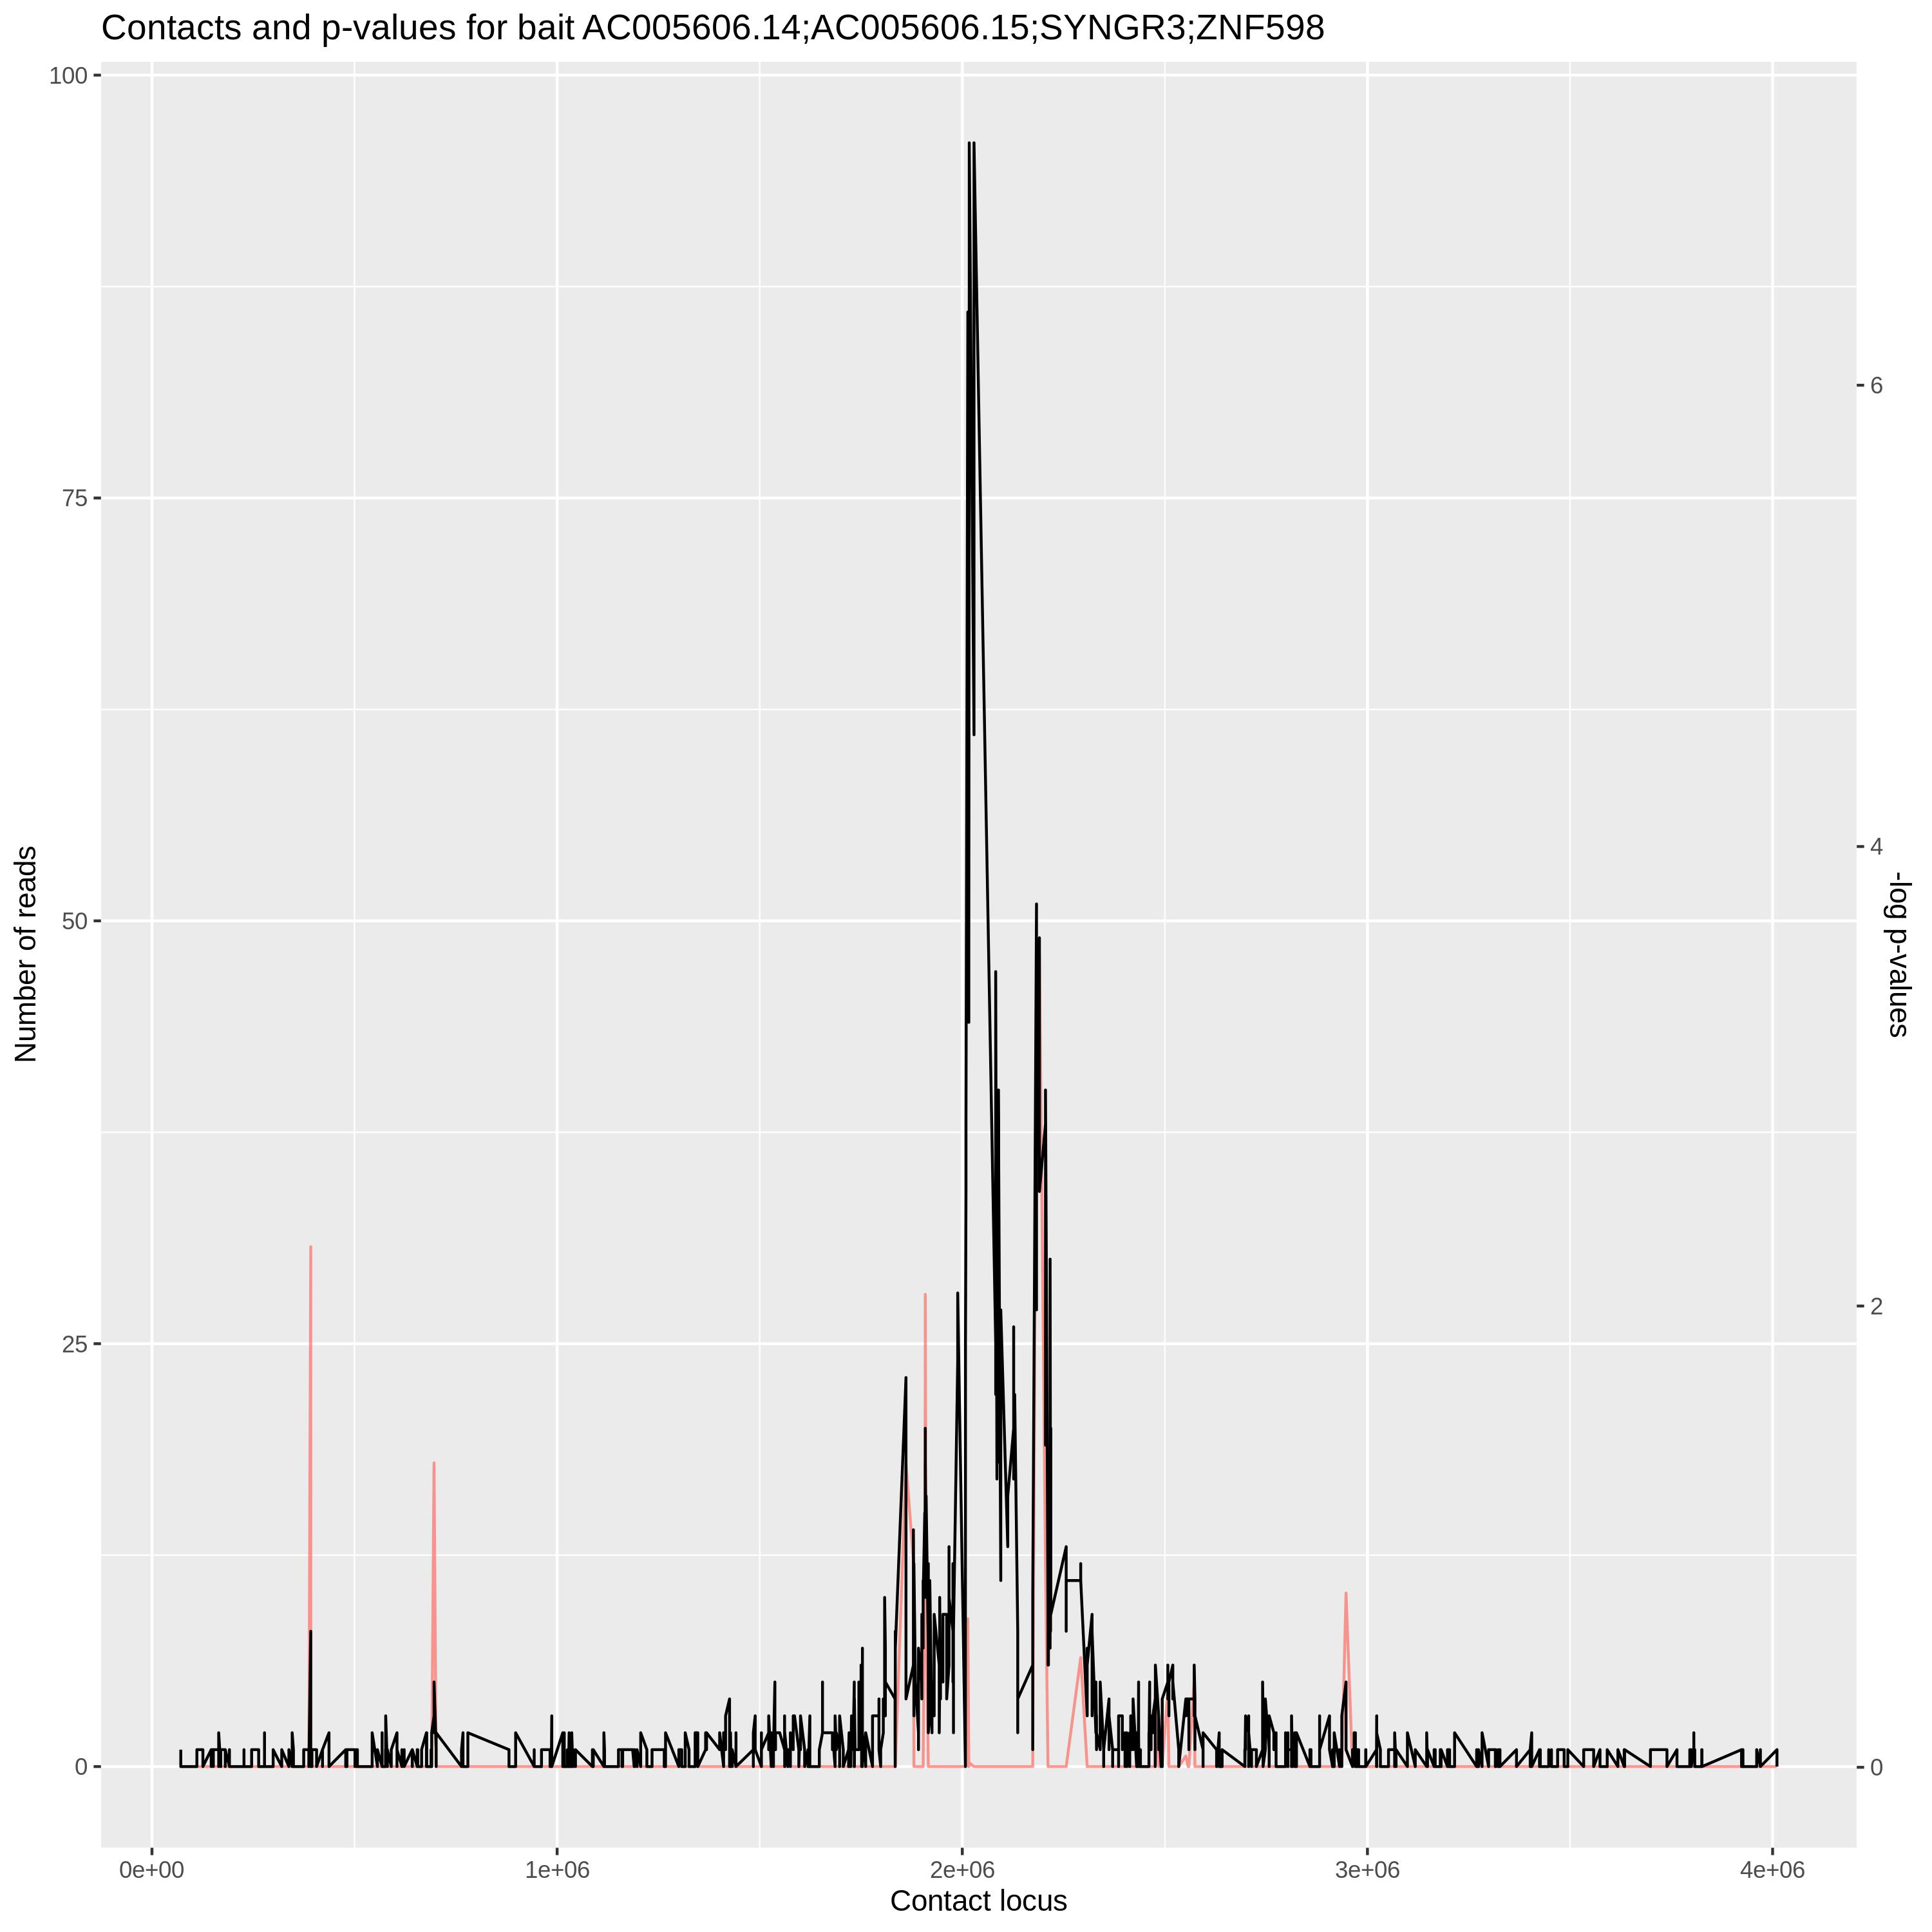 Contacts and p-values for bait AC005606.14;AC005606.15;SYNGR3;ZNF598
100
75
50
25
0
Number of reads
6
4
2
0
-log p-values
0e+00
1e+06
2e+06
3e+06
4e+06
Contact locus